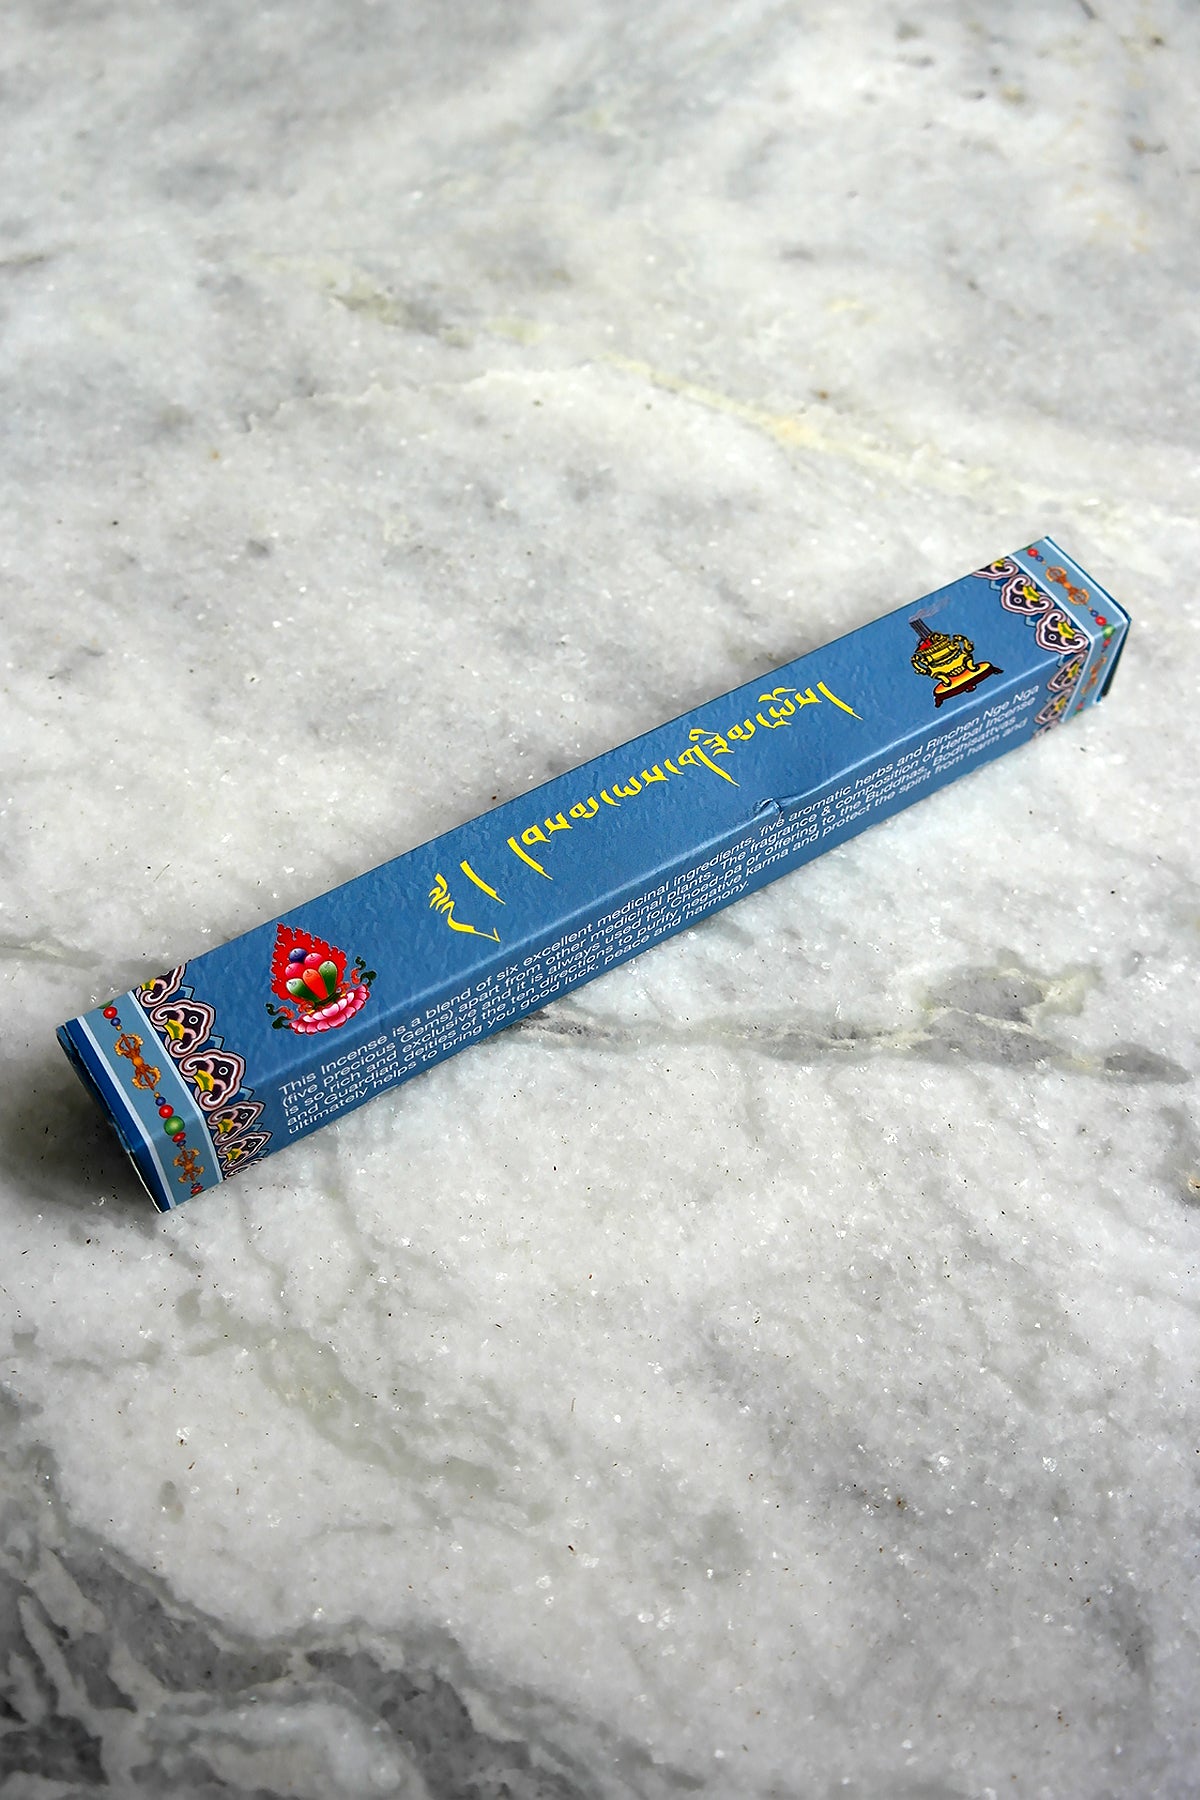 This Incense is a blend of six excellent medicinal ingredients, five aromatic herbs and Rinchen Nge Nga
(five precious Gems) apart from other medicinal plants. The fragrance & composition of Herbal Incense
is so rich and exclusive and it is always used for Choed-pa or offering to the Buddhas, Bodhisattvas
and Guardian deities of the ten directions to purify negative karma and protect the spirit from harm and
ultimately helps to bring you good luck, peace and harmony.